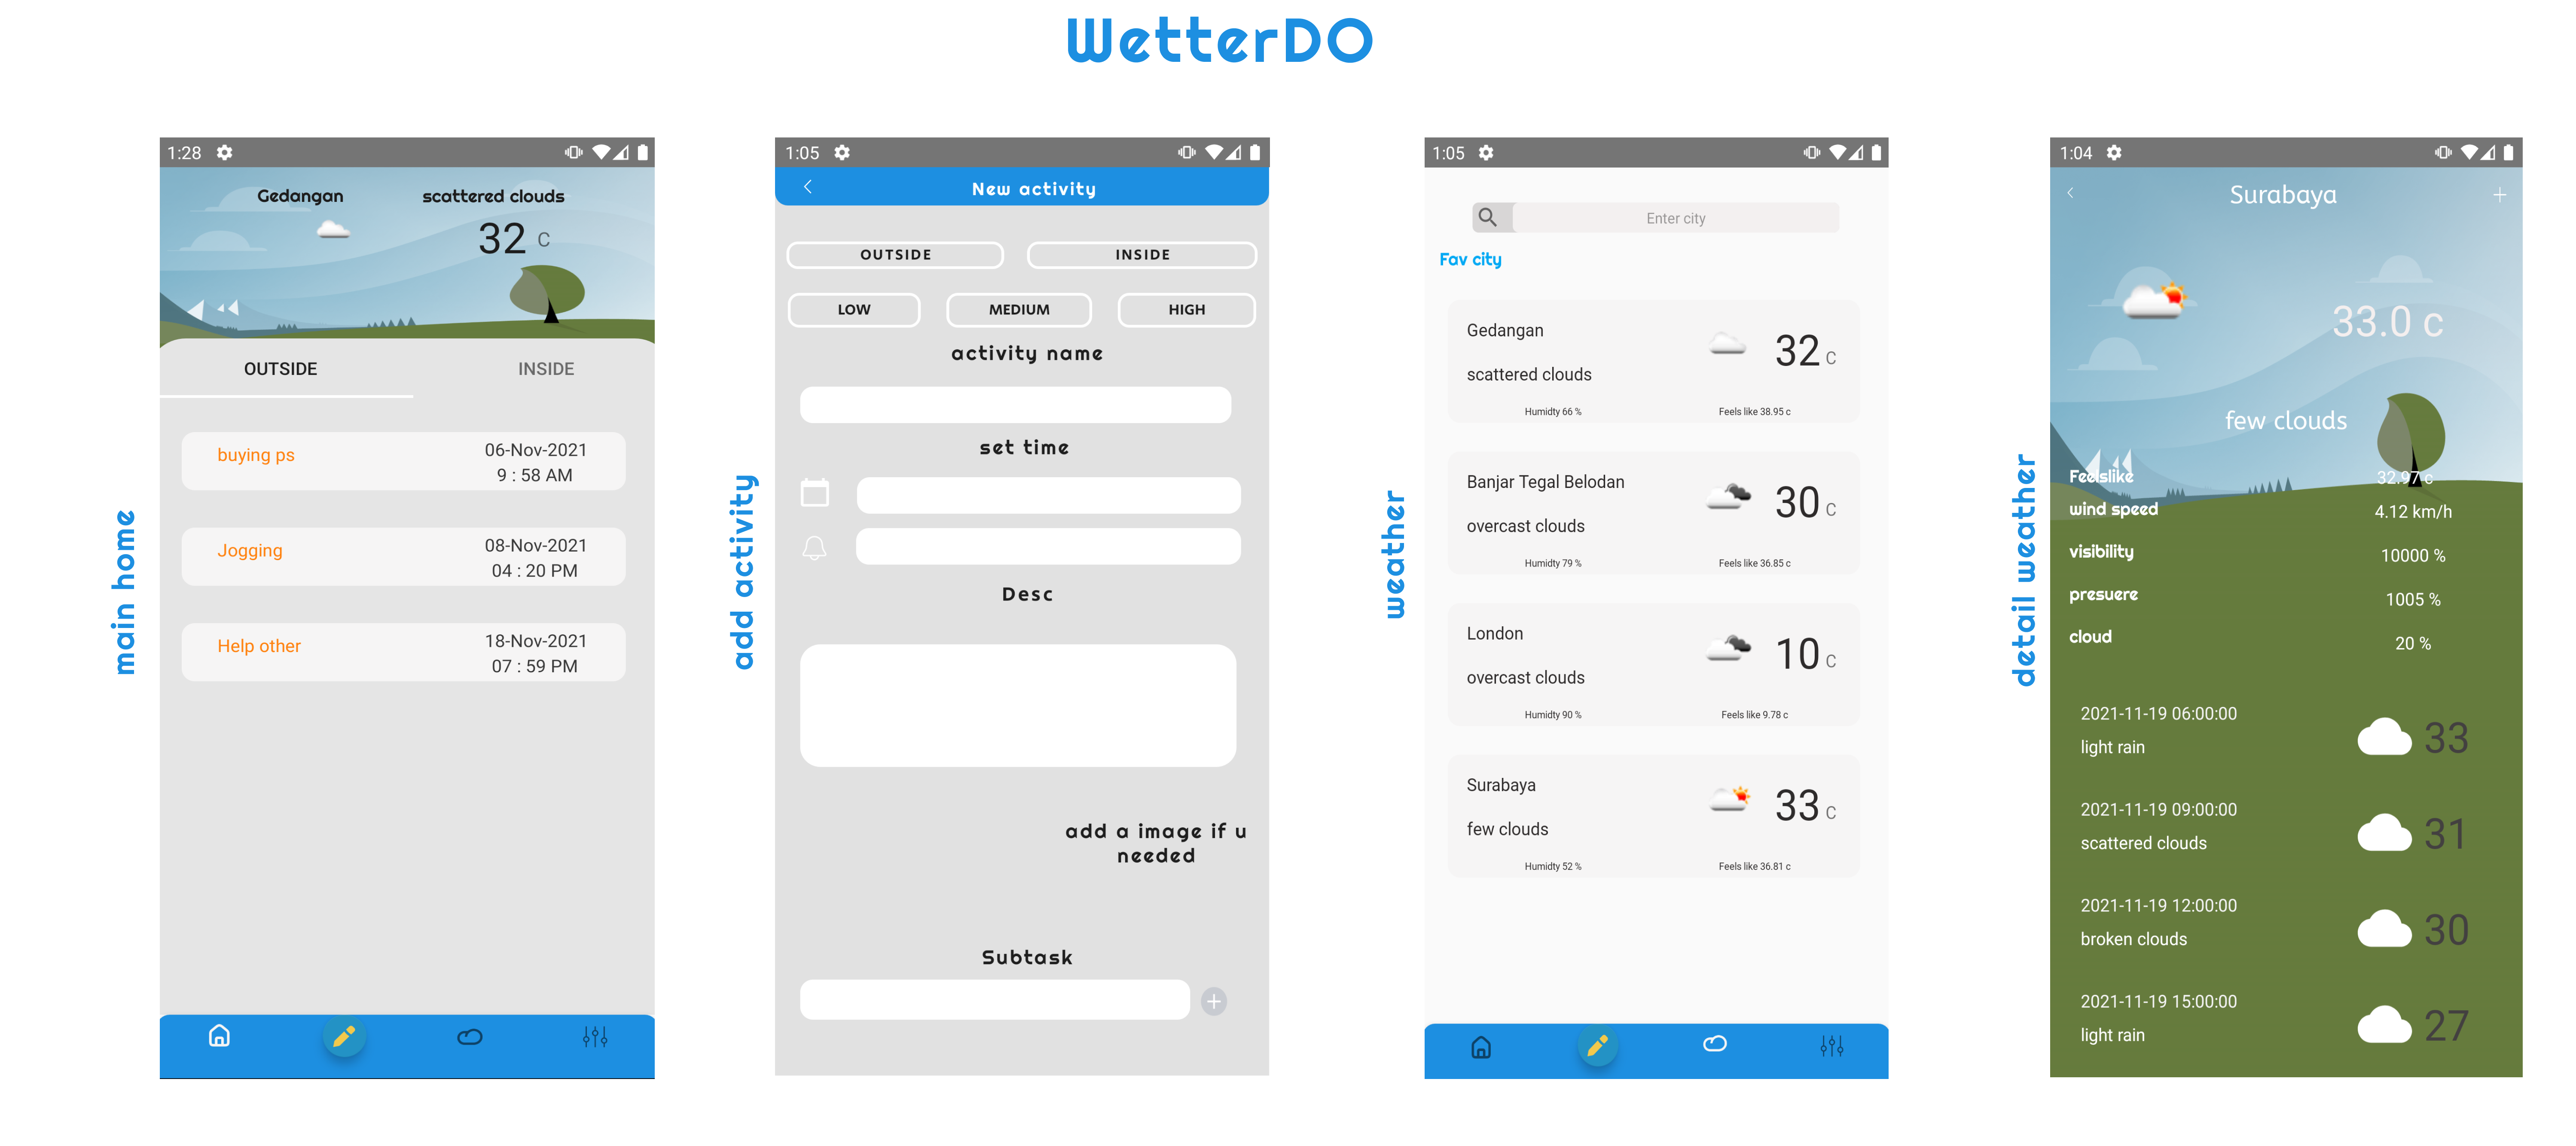 WetterDO
main home
1:28
Gedangan
scattered clouds
32 C
OUTSIDE
INSIDE
buying ps
06-Nov-2021
9 : 58 AM
Jogging
08-Nov-2021
04 : 20 PM
Help other
18-Nov-2021
07 : 59 PM
add activity
1:05
New activity
OUTSIDE
INSIDE
LOW
MEDIUM
HIGH
activity name
set time
Desc
add a image if u
needed
Subtask
weather
1:05
Enter city
Fav city
Gedangan
32 C
scattered clouds
Humidty 66 %
Feels like 38.95 c
Banjar Tegal Belodan
30 C
overcast clouds
Humidty 79 %
Feels like 36.85 c
London
10 C
overcast clouds
Humidty 90 %
Feels like 9.78 c
Surabaya
33 C
few clouds
Humidty 52 %
Feels like 36.81 c
detail weather
1:04
Surabaya
33.0 c
few clouds
Feelslike
32.97 c
wind speed
4.12 km/h
visibility
10000 %
presuere
1005 %
cloud
20 %
2021-11-19 06:00:00
light rain
33
2021-11-19 09:00:00
scattered clouds
31
2021-11-19 12:00:00
broken clouds
30
2021-11-19 15:00:00
light rain
27